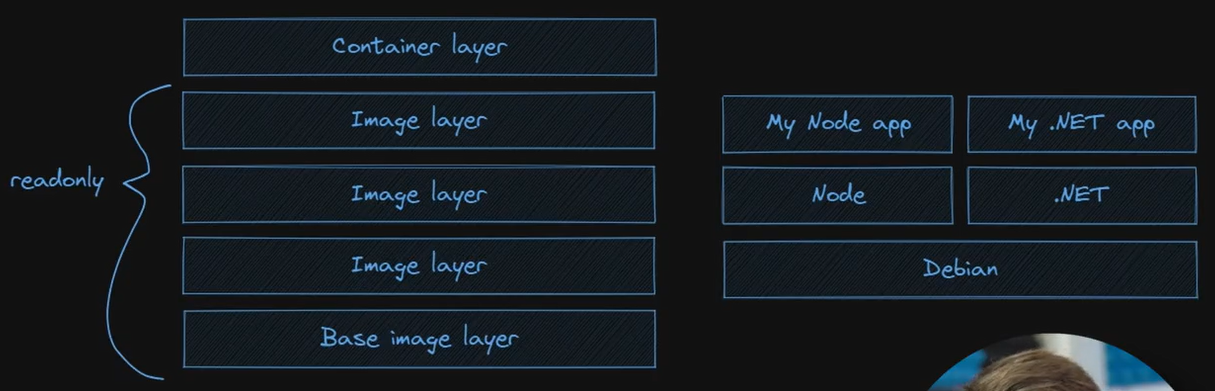 Container layer
Image layer
Image layer
Image layer
Base image layer
readonly
My Node app
My .NET app
Node
.NET
Debian